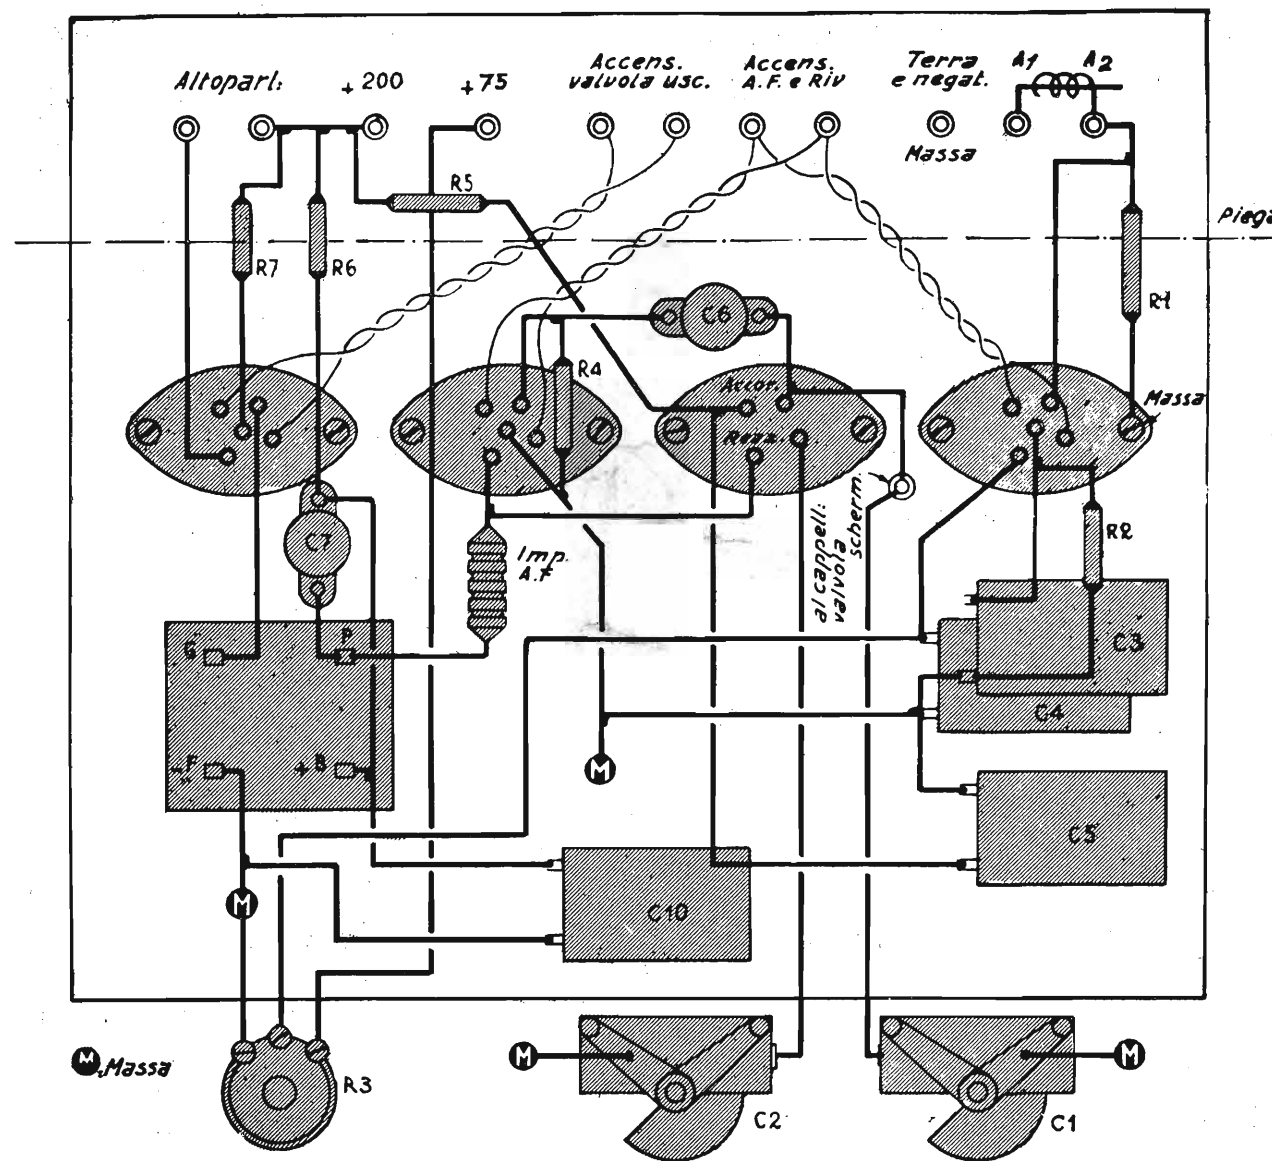 Altoparl:
+200
+75
Accens.
valvola usc.
Accens.
A.F. e Riv
Terra
e negat.
A1
A2
Massa
Piega
R5
R7
R6
R1
C6
R4
Accor.
Reaz.
Massa
C7
Imp.
A.F
al cappell:
valvola
scherm.
R2
G
P
C3
C4
-F
+B
M
C5
C10
M
M
Massa
R3
M
C2
C1
M